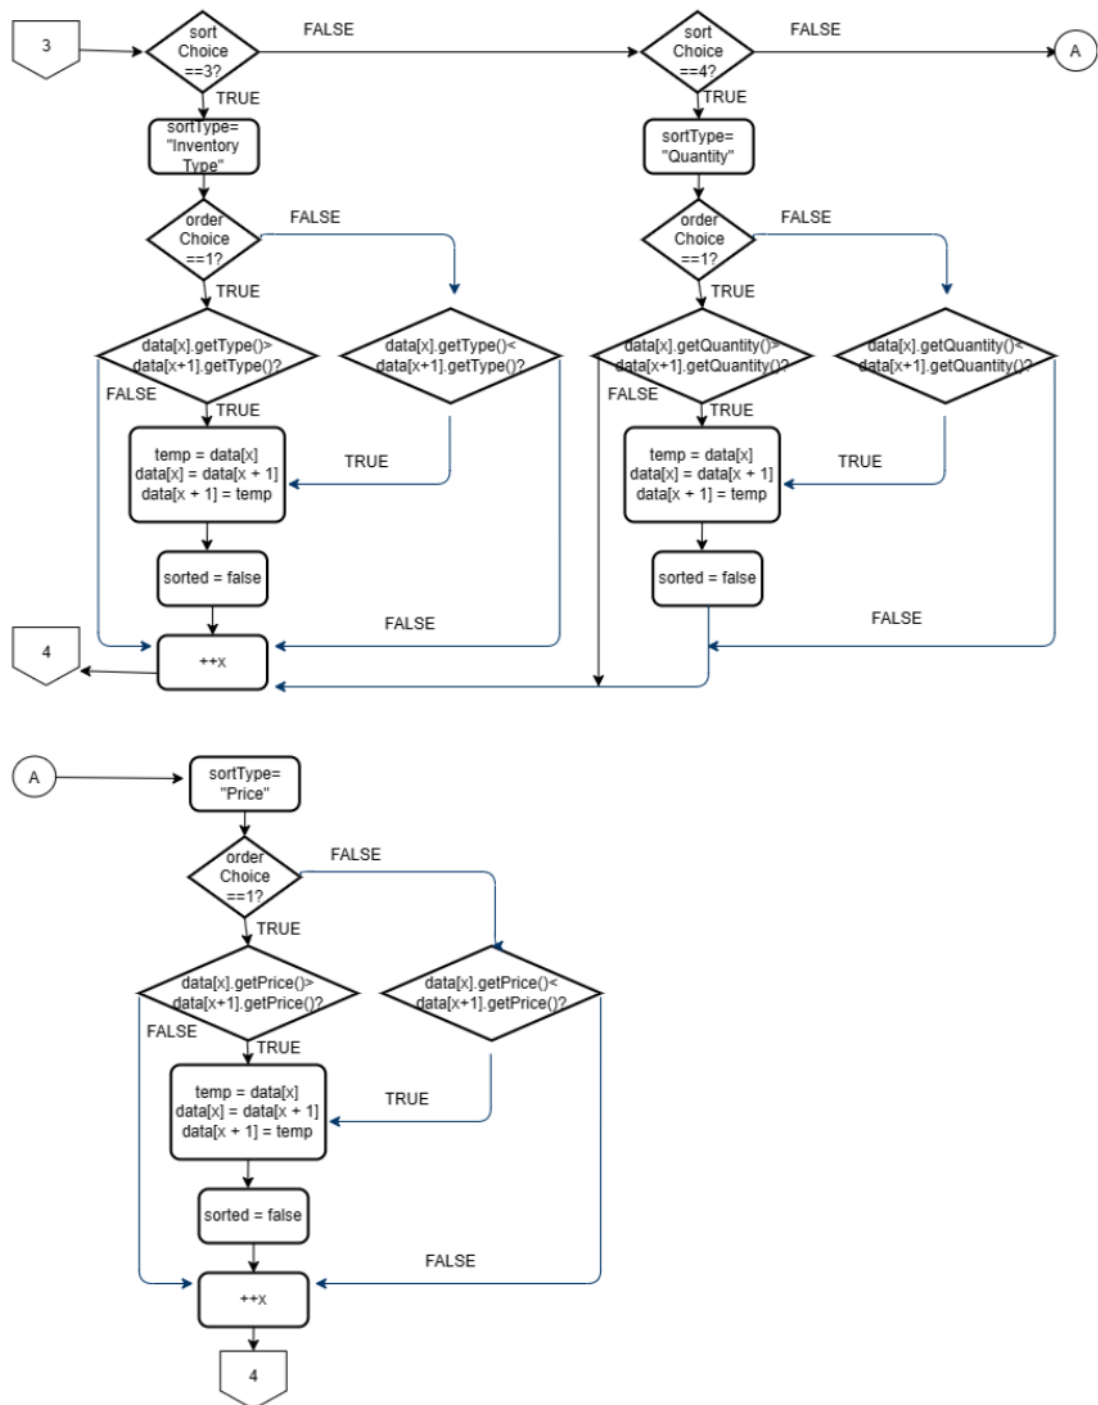 3
sort
Choice
==3?
FALSE
sort
Choice
==4?
FALSE
A
TRUE
TRUE
sortType=
"Inventory
Type"
sortType=
"Quantity"
order
Choice
==1?
FALSE
order
Choice
==1?
FALSE
TRUE
TRUE
data[x].getType()>
data[x+1].getType()?
data[x].getType()<
data[x+1].getType()?
data[x].getQuantity()>
data[x+1].getQuantity()?
data[x].getQuantity()<
data[x+1].getQuantity()?
FALSE
TRUE
FALSE
TRUE
temp = data[x]
data[x] = data[x + 1]
data[x + 1] = temp
TRUE
temp = data[x]
data[x] = data[x + 1]
data[x + 1] = temp
TRUE
sorted = false
sorted = false
FALSE
FALSE
4
++x
A
sortType=
"Price"
order
Choice
==1?
FALSE
TRUE
data[x].getPrice()>
data[x+1].getPrice()?
data[x].getPrice()<
data[x+1].getPrice()?
FALSE
TRUE
temp = data[x]
data[x] = data[x + 1]
data[x + 1] = temp
TRUE
sorted = false
FALSE
++x
4